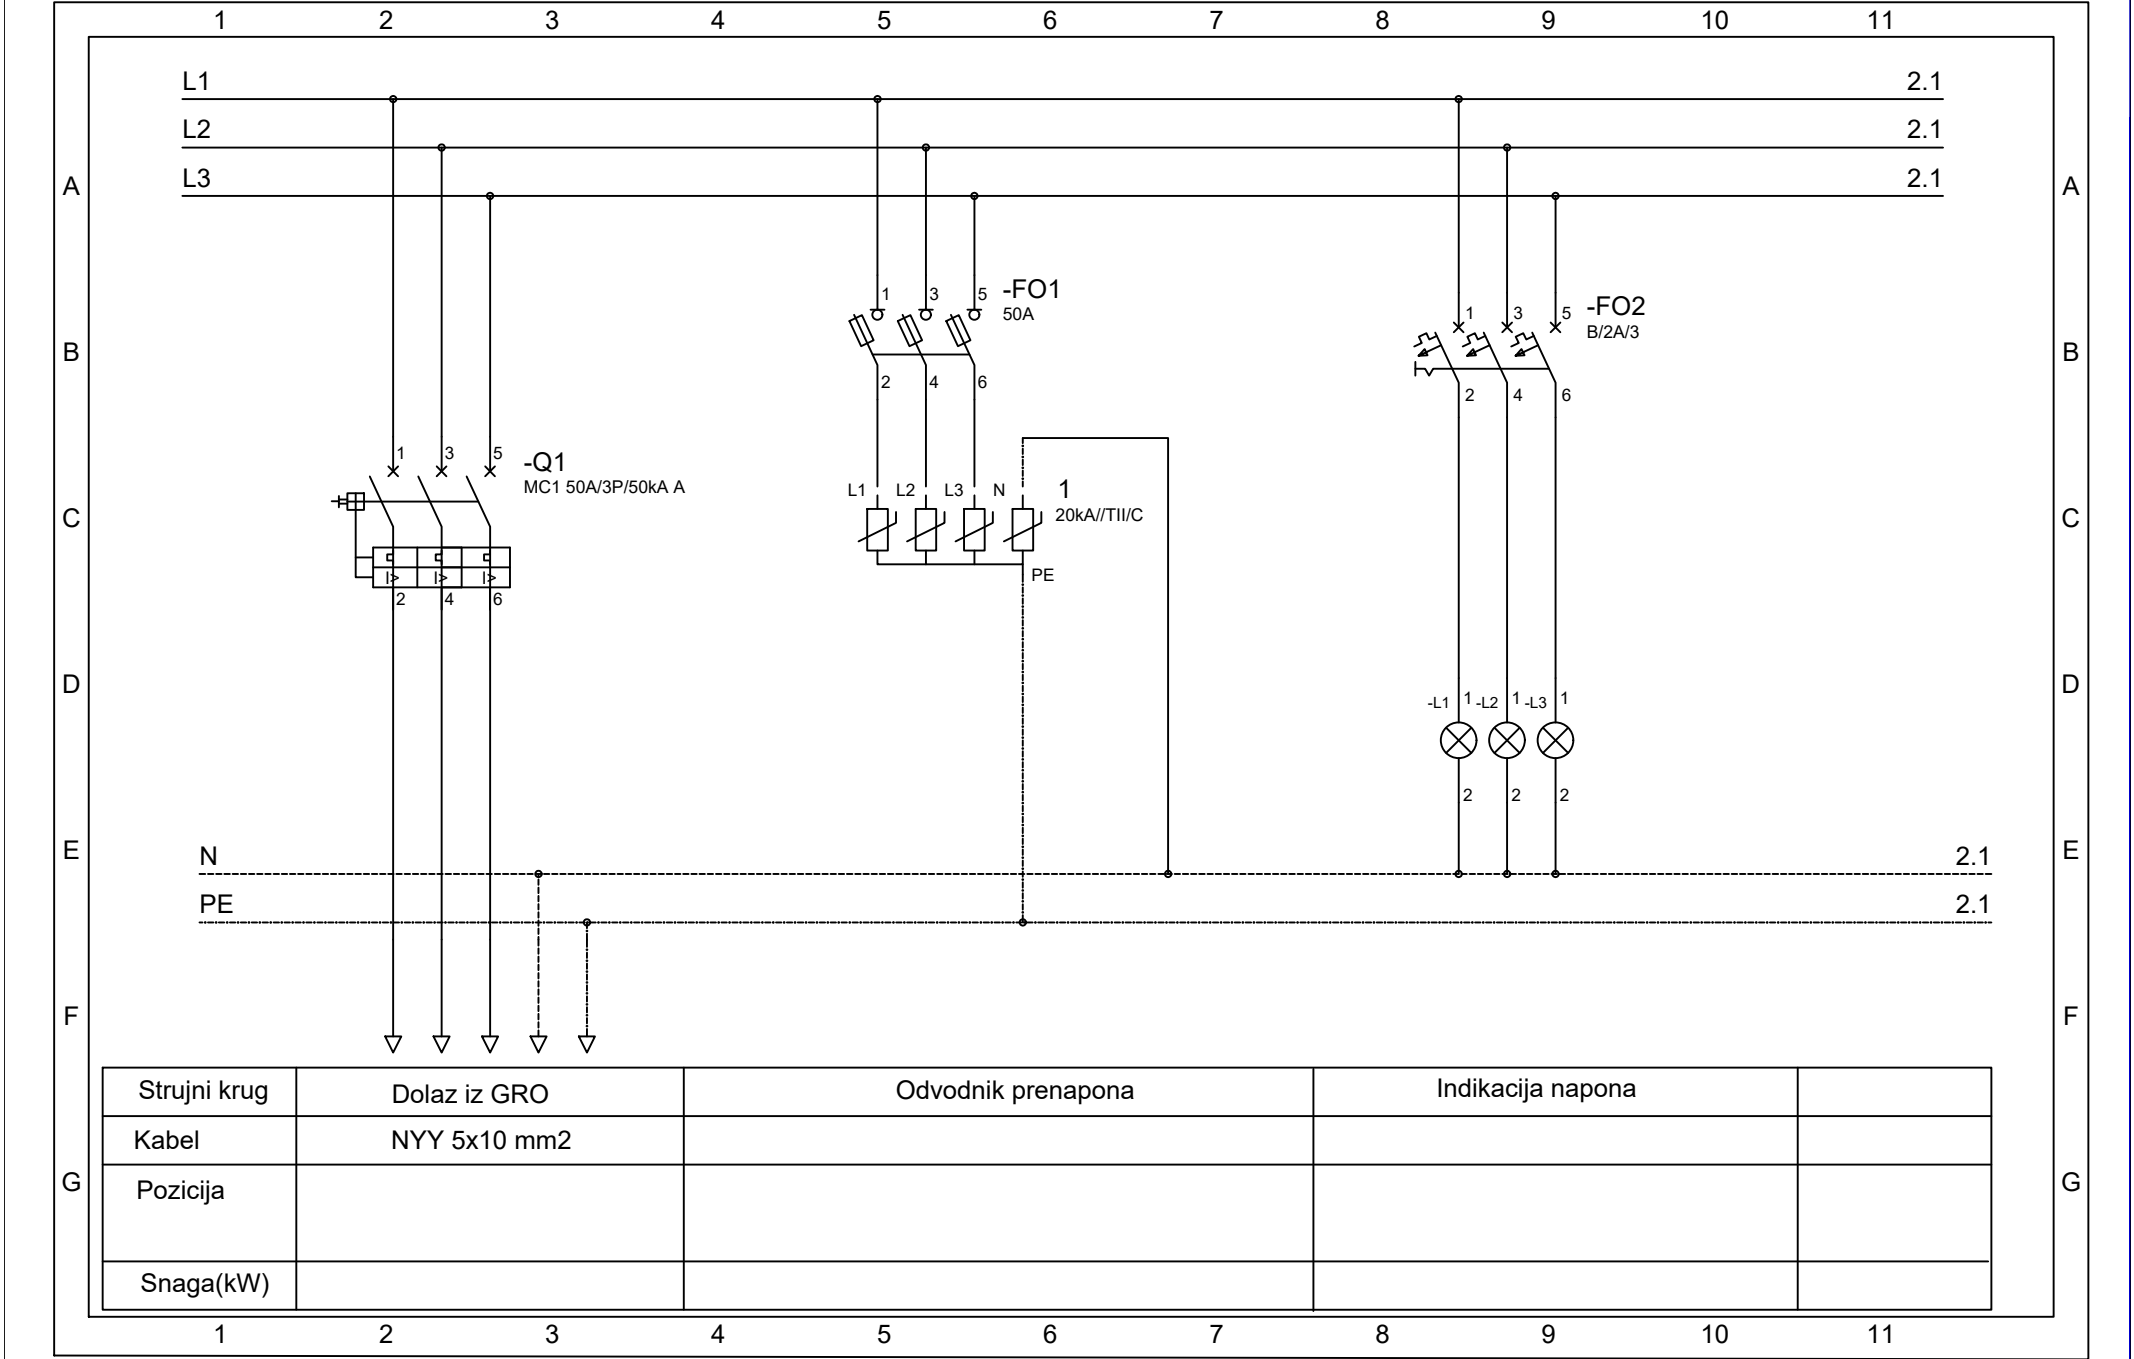 1 2 3 4 5 6 7 8 9 10 11
L1 2.1
L2 2.1
A L3 2.1 A
1 3 5 -FO1
50A
1 3 5 -FO2
B/2A/3
B B
2 4 6
2 4 6
1 3 5 -Q1
MC1 50A/3P/50kA A
L1 L2 L3 N 1
20kA//TII/C
C C
I> I> I>
PE
2 4 6
D D
-L1 1 -L2 1 -L3 1
2 2 2
E N 2.1 E
PE 2.1
F F
Strujni krug Dolaz iz GRO Odvodnik prenapona Indikacija napona
Kabel NYY 5x10 mm2
G Pozicija G
Snaga(kW)
1 2 3 4 5 6 7 8 9 10 11